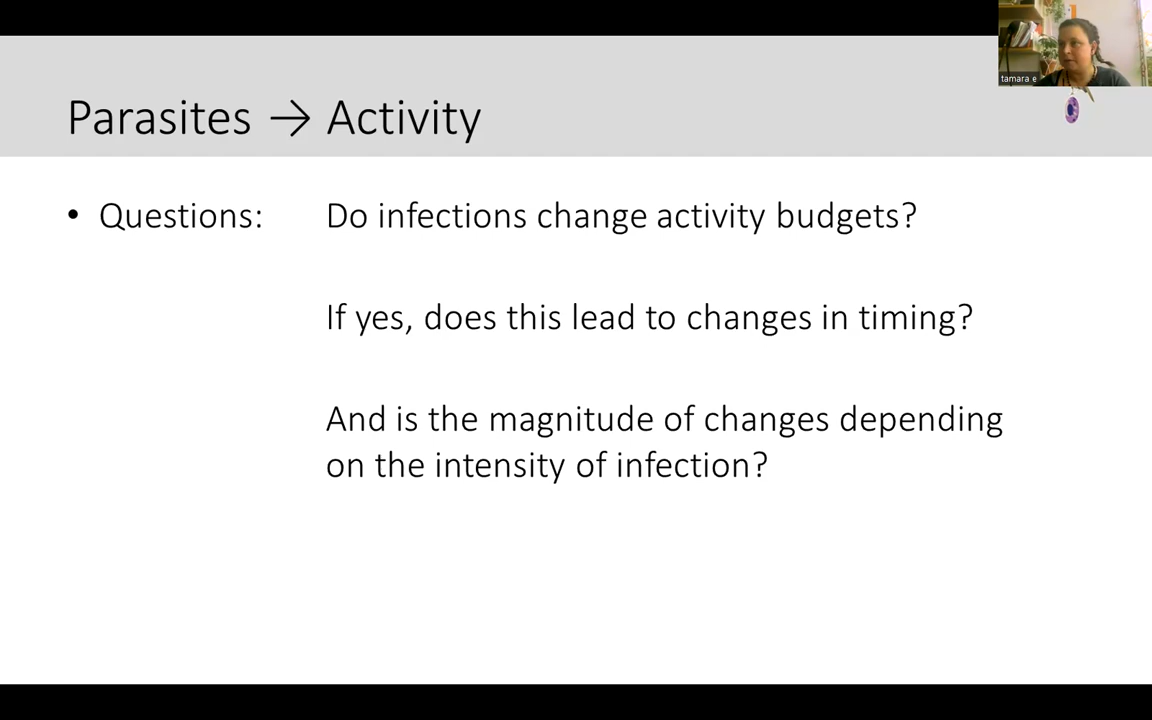 tamara e
Parasites → Activity
• Questions: Do infections change activity budgets?
If yes, does this lead to changes in timing?
And is the magnitude of changes depending
on the intensity of infection?